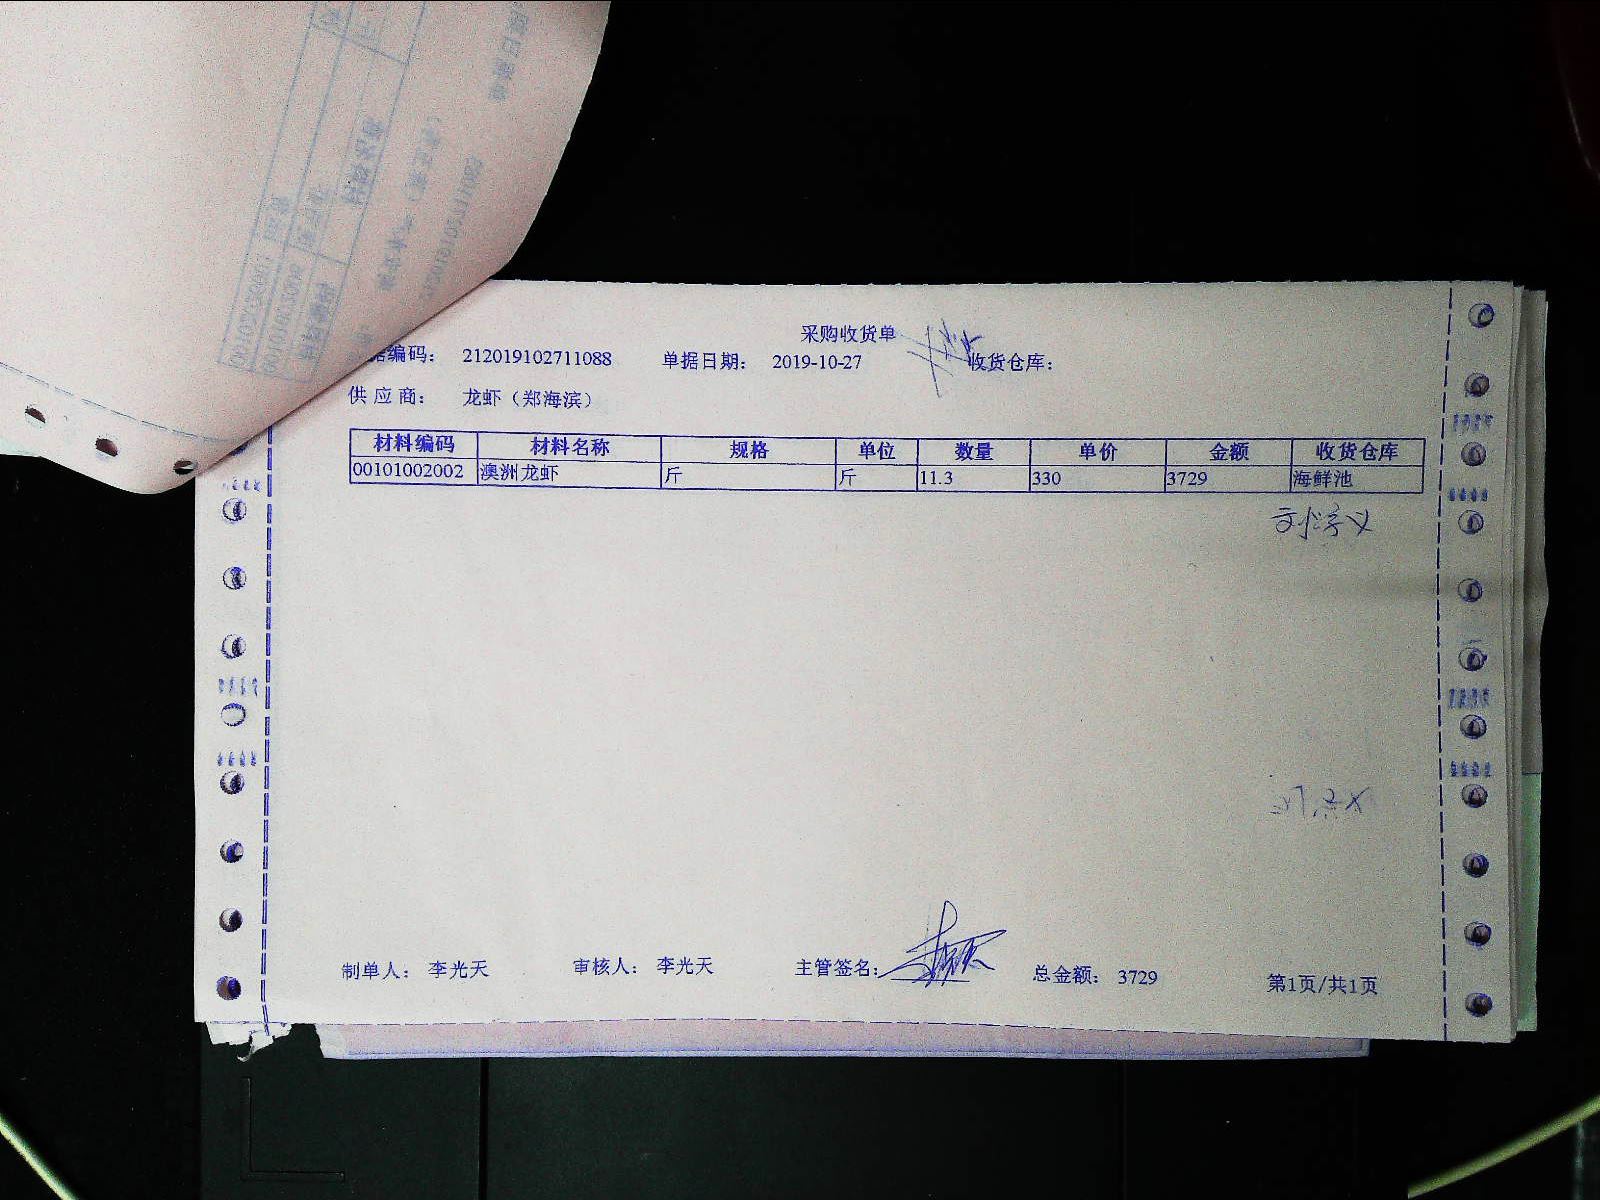 采购收货单
据编码： 212019102711088 单据日期： 2019-10-27 收货仓库：
供 应 商： 龙虾（郑海滨）
材料编码 材料名称 规格 单位 数量 单价 金额 收货仓库
00101002002 澳洲龙虾 斤 斤 11.3 330 3729 海鲜池
制单人： 李光天 审核人： 李光天 主管签名： 总金额： 3729 第1页/共1页